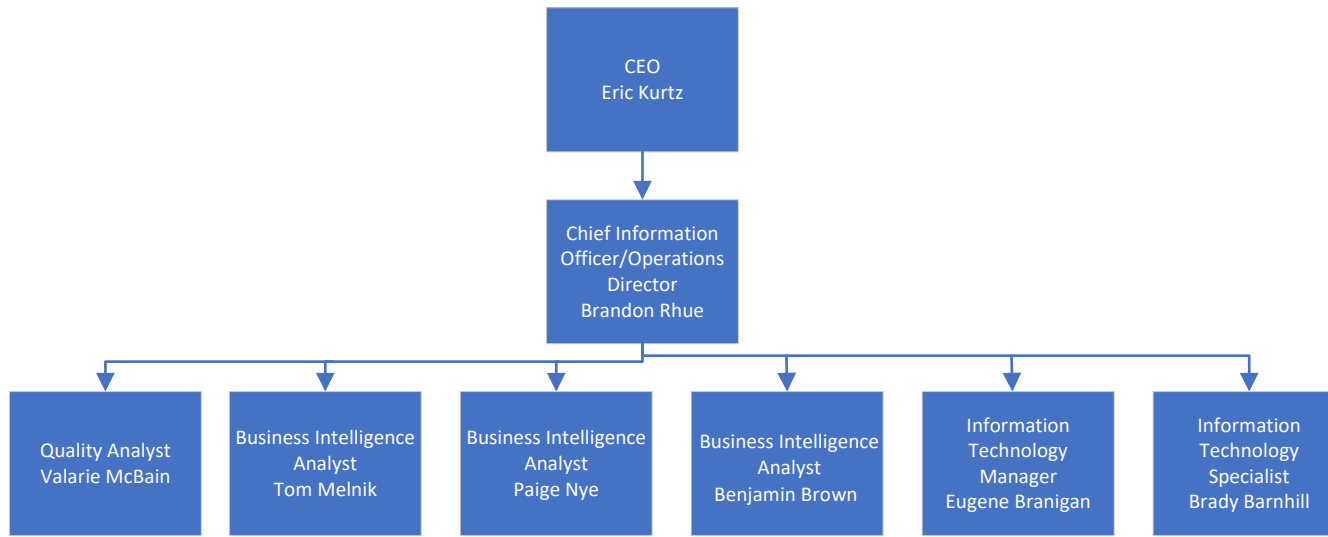 CEO
Eric Kurtz
Chief Information
Officer/Operations
Director
Brandon Rhue
Quality Analyst
Valarie McBain
Business Intelligence
Analyst
Tom Melnik
Business Intelligence
Analyst
Paige Nye
Business Intelligence
Analyst
Benjamin Brown
Information
Technology
Manager
Eugene Branigan
Information
Technology
Specialist
Brady Barnhill